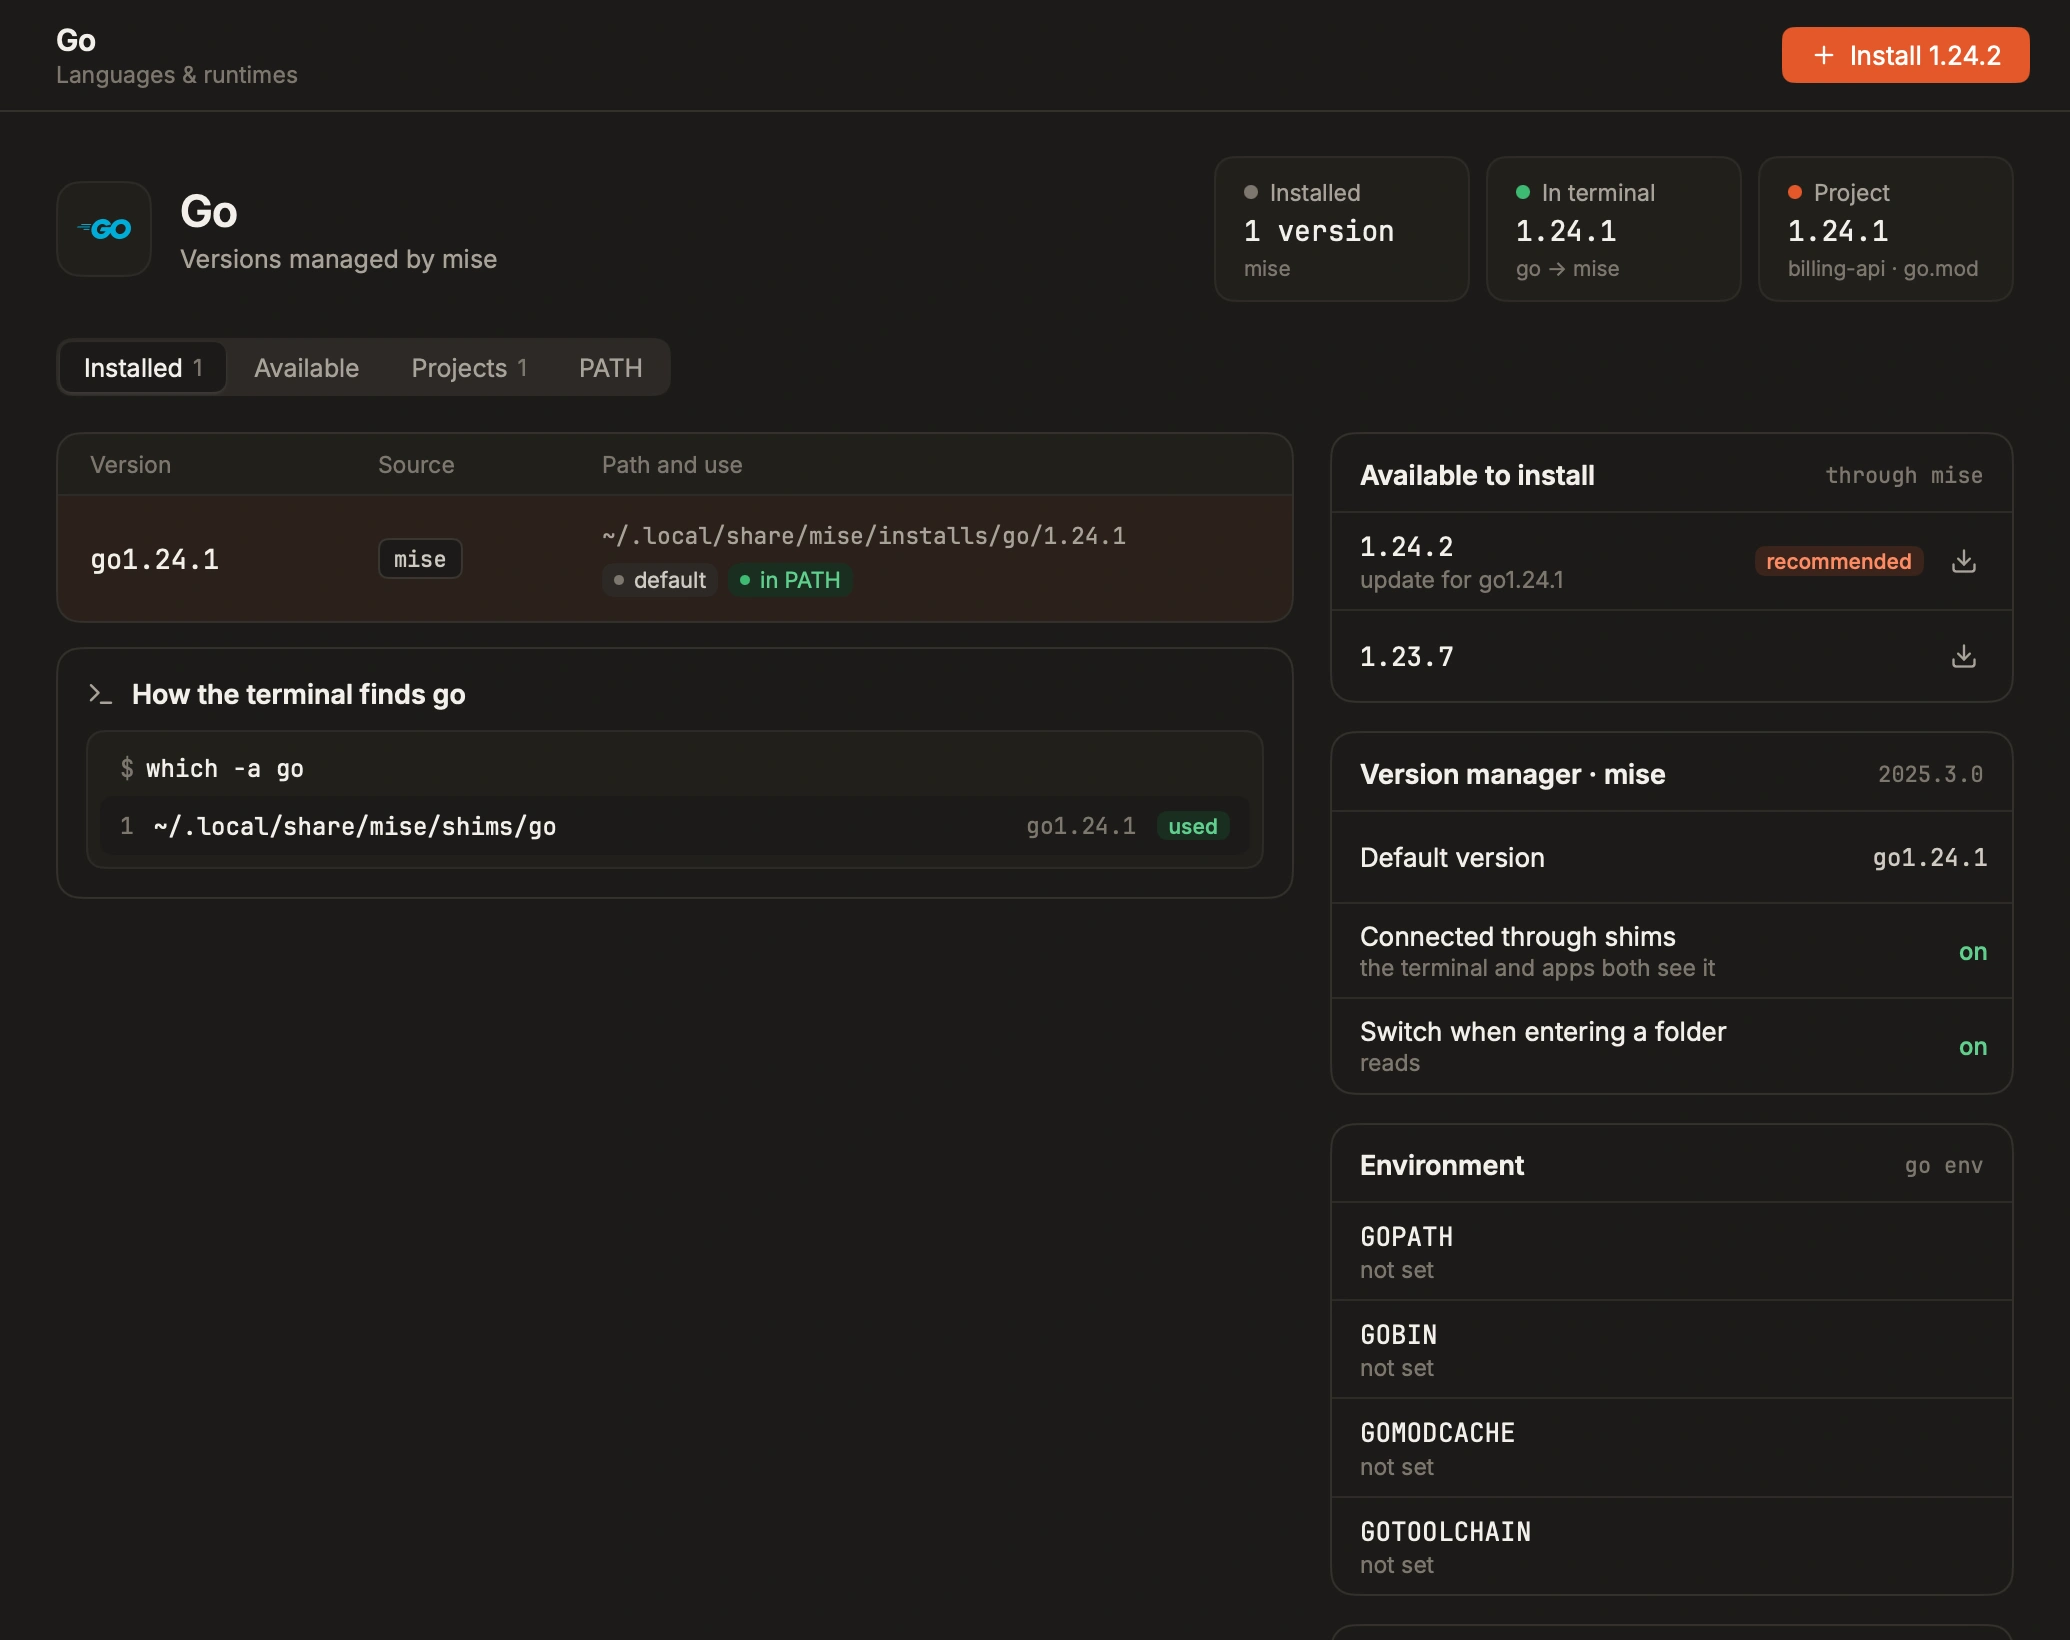 Go
Languages & runtimes
+ Install 1.24.2
GO
Go
Versions managed by mise
Installed
1 version
mise
In terminal
1.24.1
go → mise
Project
1.24.1
billing-api · go.mod
Installed 1
Available
Projects 1
PATH
Version Source Path and use
go1.24.1
mise
~/.local/share/mise/installs/go/1.24.1
default in PATH
>_ How the terminal finds go
$ which -a go
1 ~/.local/share/mise/shims/go go1.24.1 used
Available to install through mise
1.24.2
update for go1.24.1
recommended
1.23.7
Version manager · mise 2025.3.0
Default version go1.24.1
Connected through shims
the terminal and apps both see it
on
Switch when entering a folder
reads
on
Environment go env
GOPATH
not set
GOBIN
not set
GOMODCACHE
not set
GOTOOLCHAIN
not set